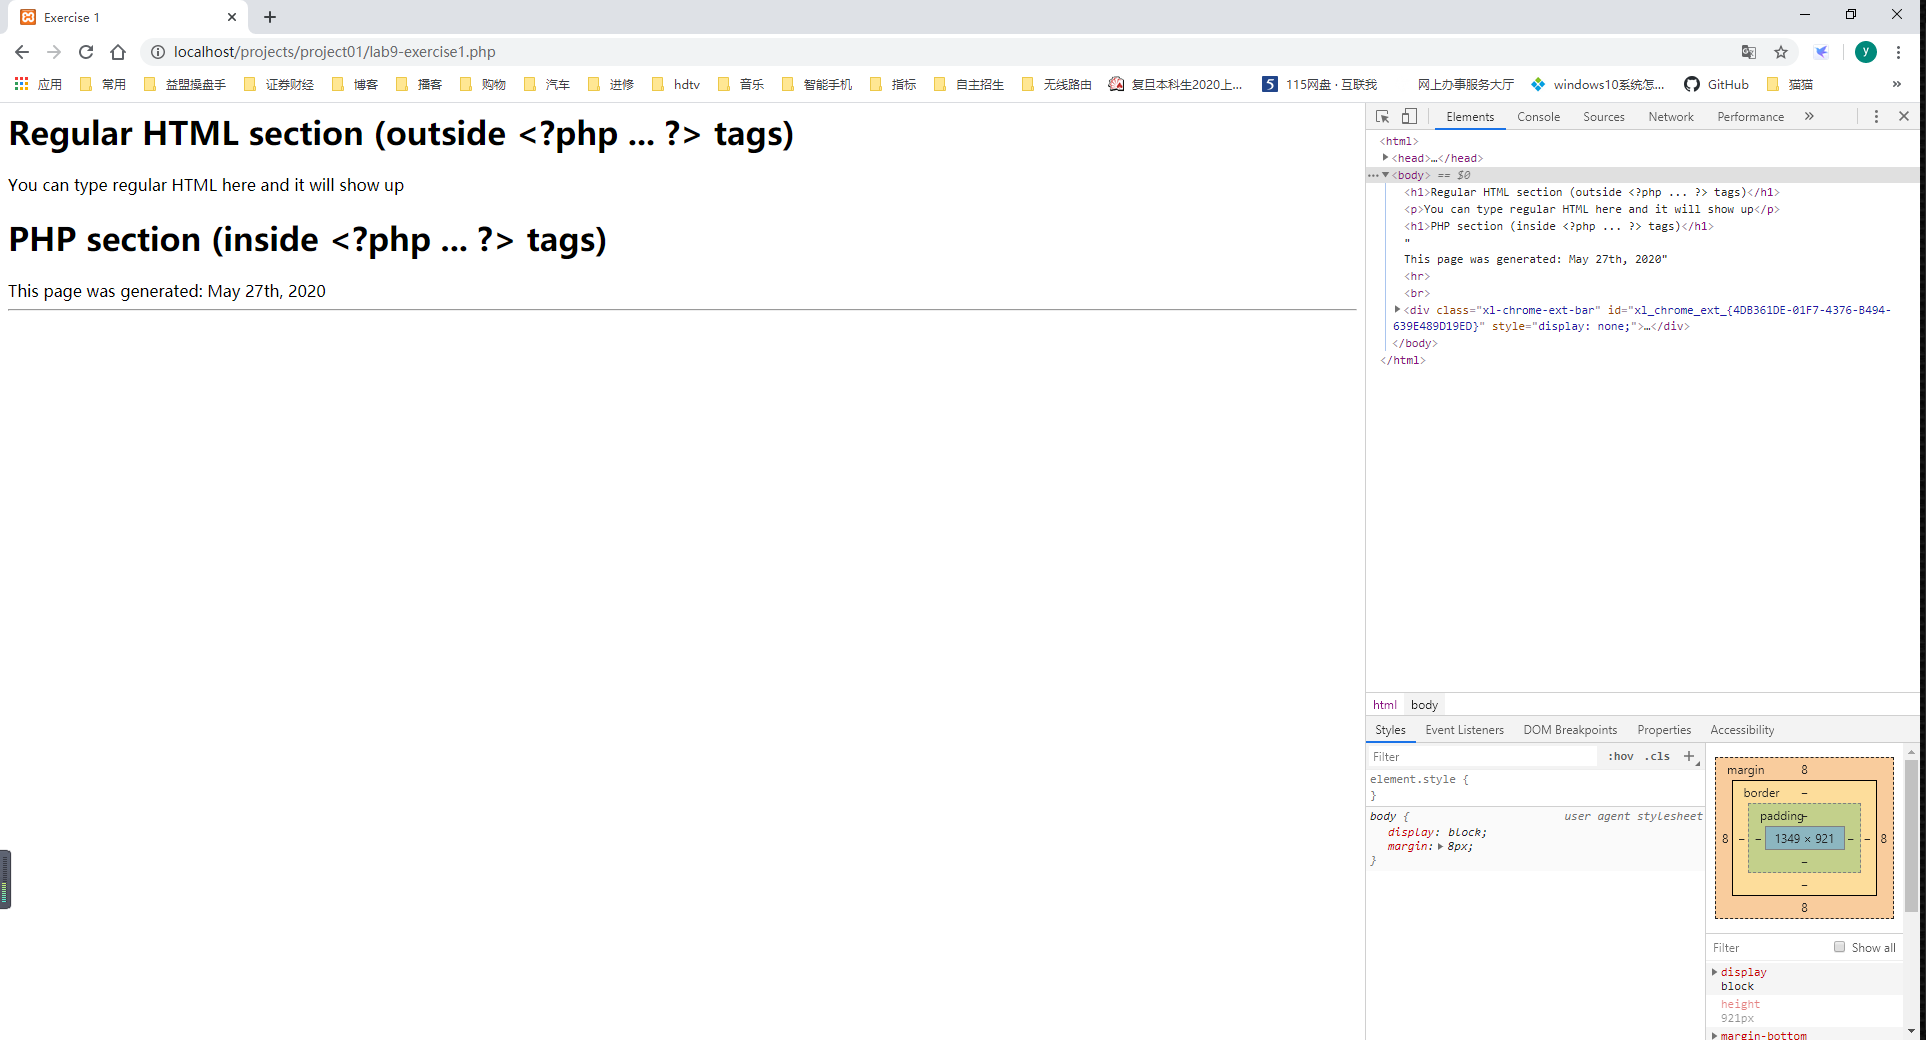 Exercise 1
localhost/projects/project01/lab9-exercise1.php
y
应用 常用 益盟操盘手 证券财经 博客 播客 购物 汽车 进修 hdtv 音乐 智能手机 指标 自主招生 无线路由 复旦本科生2020上... 5 115网盘 · 互联我 网上办事服务大厅 windows10系统怎... GitHub 猫猫 »
Regular HTML section (outside <?php ... ?> tags)
You can type regular HTML here and it will show up
PHP section (inside <?php ... ?> tags)
This page was generated: May 27th, 2020
Elements Console Sources Network Performance »
<html>
<head>…</head>
<body> == $0
<h1>Regular HTML section (outside <?php ... ?> tags)</h1>
<p>You can type regular HTML here and it will show up</p>
<h1>PHP section (inside <?php ... ?> tags)</h1>
"
This page was generated: May 27th, 2020"
<hr>
<br>
<div class="xl-chrome-ext-bar" id="xl_chrome_ext_{4DB361DE-01F7-4376-B494-
639E489D19ED}" style="display: none;">…</div>
</body>
</html>
html body
Styles Event Listeners DOM Breakpoints Properties Accessibility
Filter :hov .cls +
element.style {
}
body { user agent stylesheet
display: block;
margin: 8px;
}
margin 8
border –
padding –
8 – – 1349 × 921 – – 8
–
–
8
Filter Show all
display
block
height
921px
margin-bottom